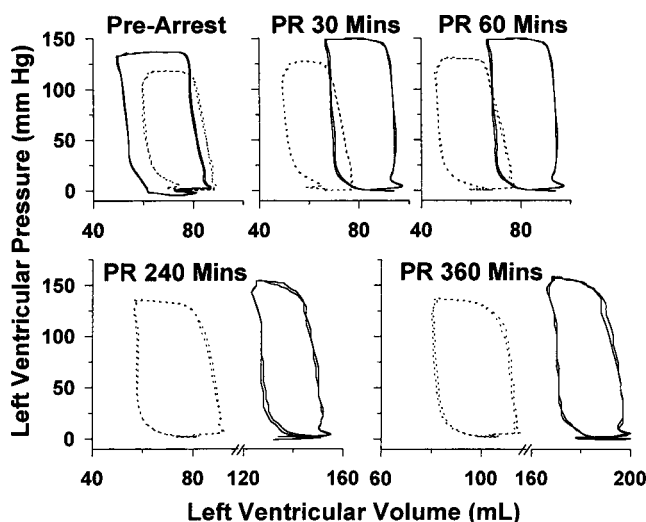 Pre-Arrest PR 30 Mins PR 60 Mins
150
100
50
0
40 80 40 80 40 80
PR 240 Mins PR 360 Mins
150
100
50
0
40 80 120 160 60 80 100 160 200
Left Ventricular Pressure (mm Hg)
Left Ventricular Volume (mL)